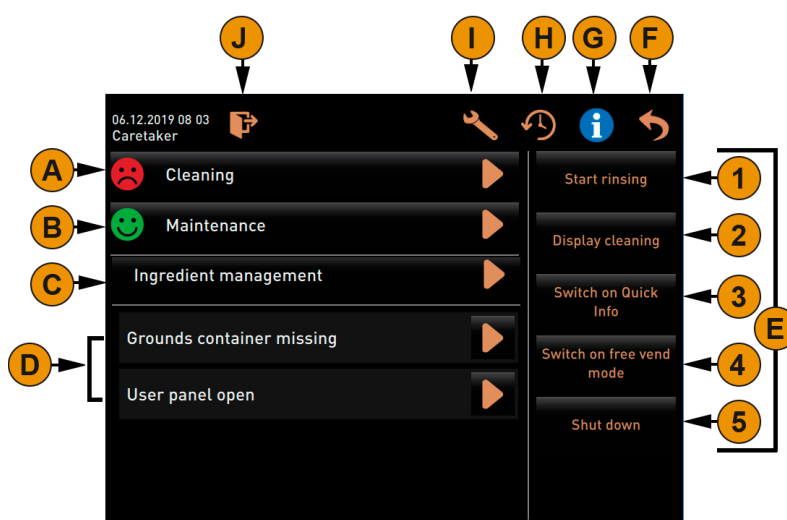 J
I
H
G
F
06.12.2019 08 03
Caretaker
i
A
Cleaning
Start rinsing
1
B
Maintenance
Display cleaning
2
C
Ingredient management
Switch on Quick
Info
3
E
D
Grounds container missing
Switch on free vend
mode
4
User panel open
Shut down
5